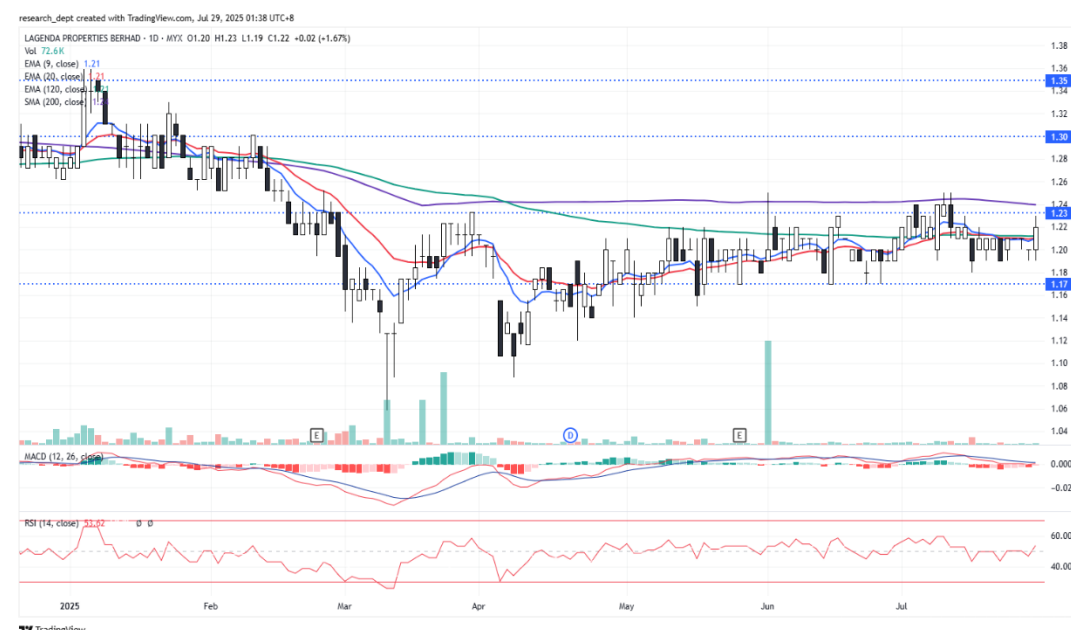 research_dept created with TradingView.com, Jul 29, 2025 01:38 UTC+8
LAGENDA PROPERTIES BERHAD · 1D · MYX O1.20 H1.23 L1.19 C1.22 +0.02 (+1.67%)
Vol 72.6K
EMA (9, close) 1.21
EMA (20, close) 1.21
EMA (120, close)
SMA (200, close)
1.38
1.36
1.35
1.34
1.32
1.30
1.28
1.26
1.24
1.23
1.22
1.20
1.18
1.17
1.16
1.14
1.12
1.10
1.08
1.06
1.04
E
D
E
MACD (12, 26, close)
0.000
−0.02
RSI (14, close) 53.62 Ø Ø
60.00
40.00
2025 Feb Mar Apr May Jun Jul
TradingView